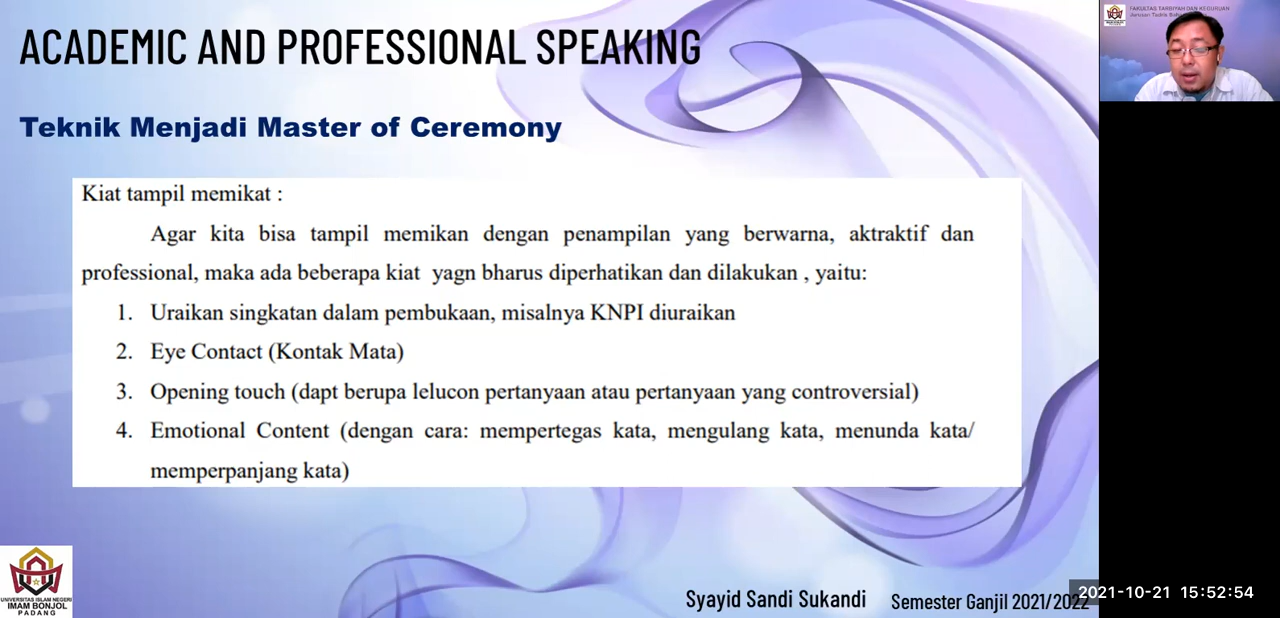 ACADEMIC AND PROFESSIONAL SPEAKING
Teknik Menjadi Master of Ceremony
Kiat tampil memikat :
Agar kita bisa tampil memikan dengan penampilan yang berwarna, aktraktif dan
professional, maka ada beberapa kiat yagn bharus diperhatikan dan dilakukan , yaitu:
1. Uraikan singkatan dalam pembukaan, misalnya KNPI diuraikan
2. Eye Contact (Kontak Mata)
3. Opening touch (dapt berupa lelucon pertanyaan atau pertanyaan yang controversial)
4. Emotional Content (dengan cara: mempertegas kata, mengulang kata, menunda kata/
memperpanjang kata)
UNIVERSITAS ISLAM NEGERI
IMAM BONJOL
PADANG
Syayid Sandi Sukandi
Semester Ganjil 2021/2022
2021-10-21 15:52:54
FAKULTAS TARBIYAH DAN KEGURUAN
Jurusan Tadris